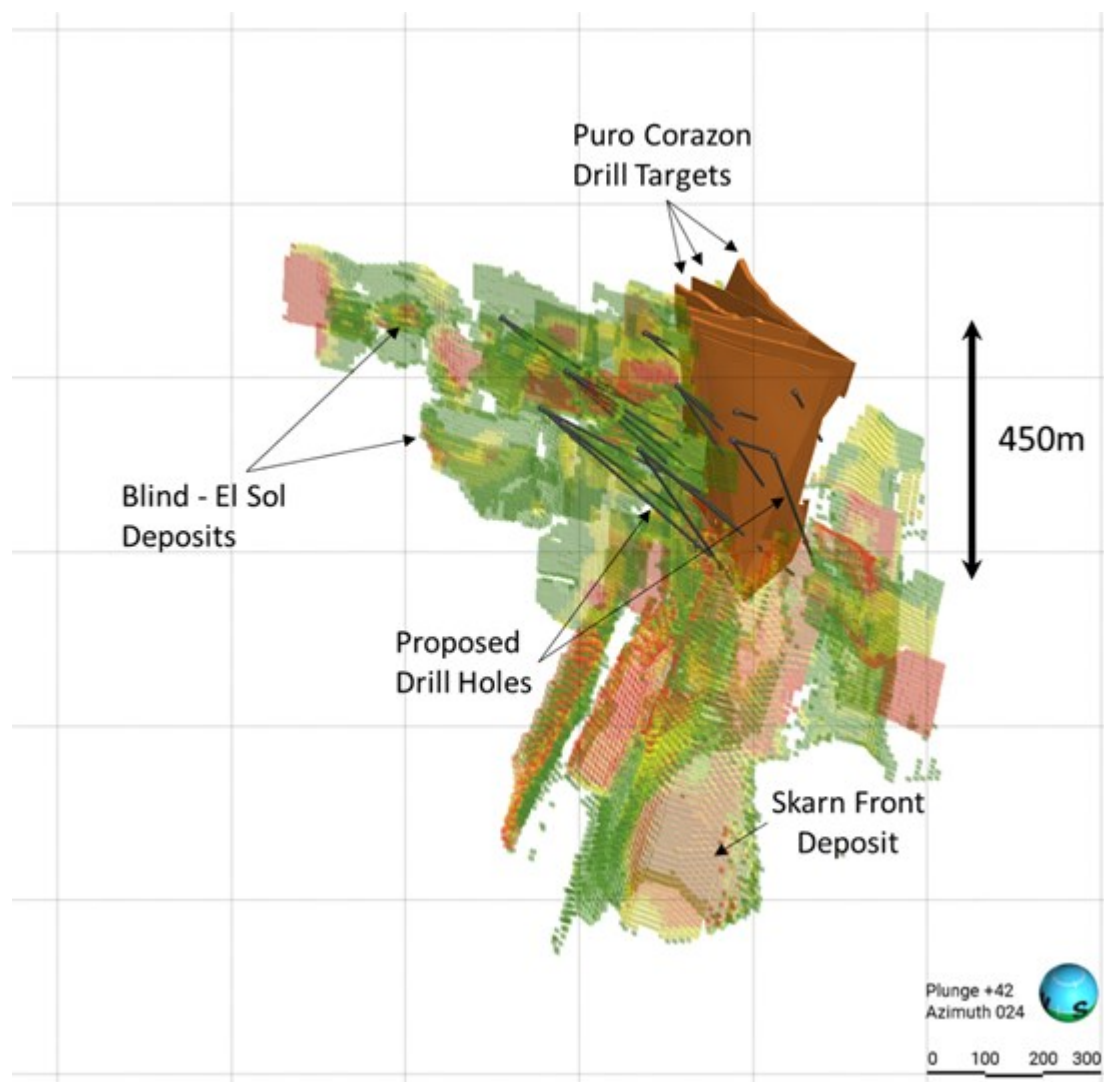 Puro Corazon
Drill Targets
450m
Blind - El Sol
Deposits
Proposed
Drill Holes
Skarn Front
Deposit
Plunge +42
Azimuth 024
S
0 100 200 300